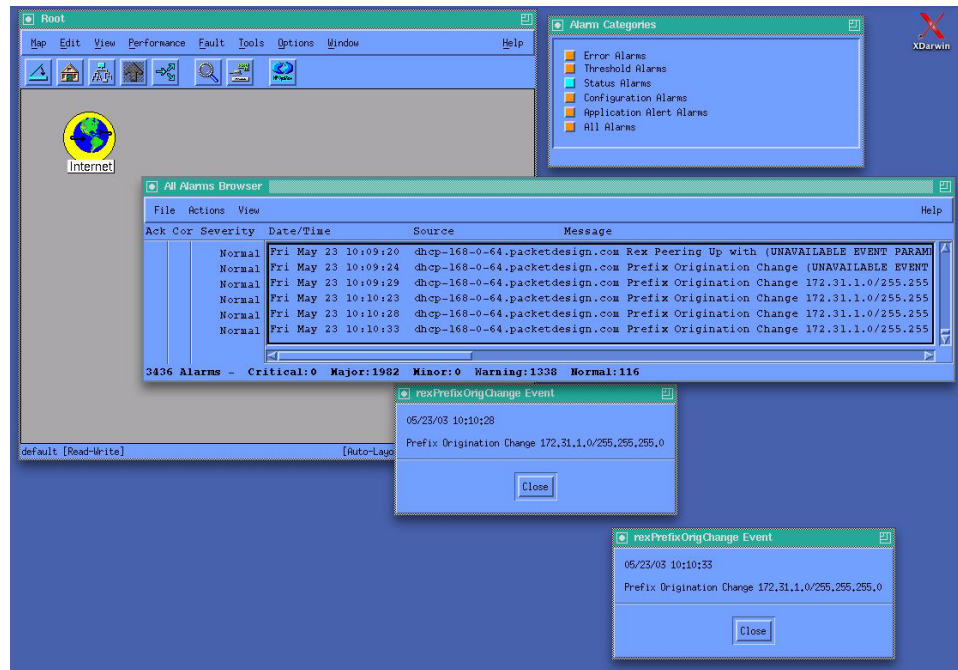 Root
Map Edit View Performance Fault Tools Options Window Help
Internet
default [Read-Write] [Auto-Layo
Alarm Categories
Error Alarms
Threshold Alarms
Status Alarms
Configuration Alarms
Application Alert Alarms
All Alarms
XDarwin
All Alarms Browser
File Actions View Help
Ack Cor Severity Date/Time Source Message
Normal Fri May 23 10:09:20 dhcp-168-0-64.packetdesign.com Rex Peering Up with (UNAVAILABLE EVENT PARAM
Normal Fri May 23 10:09:24 dhcp-168-0-64.packetdesign.com Prefix Origination Change (UNAVAILABLE EVENT
Normal Fri May 23 10:09:29 dhcp-168-0-64.packetdesign.com Prefix Origination Change 172.31.1.0/255.255
Normal Fri May 23 10:10:23 dhcp-168-0-64.packetdesign.com Prefix Origination Change 172.31.1.0/255.255
Normal Fri May 23 10:10:28 dhcp-168-0-64.packetdesign.com Prefix Origination Change 172.31.1.0/255.255
Normal Fri May 23 10:10:33 dhcp-168-0-64.packetdesign.com Prefix Origination Change 172.31.1.0/255.255
3436 Alarms - Critical:0 Major:1982 Minor:0 Warning:1338 Normal:116
rexPrefixOrigChange Event
05/23/03 10:10:28
Prefix Origination Change 172.31.1.0/255.255.255.0
Close
rexPrefixOrigChange Event
05/23/03 10:10:33
Prefix Origination Change 172.31.1.0/255.255.255.0
Close